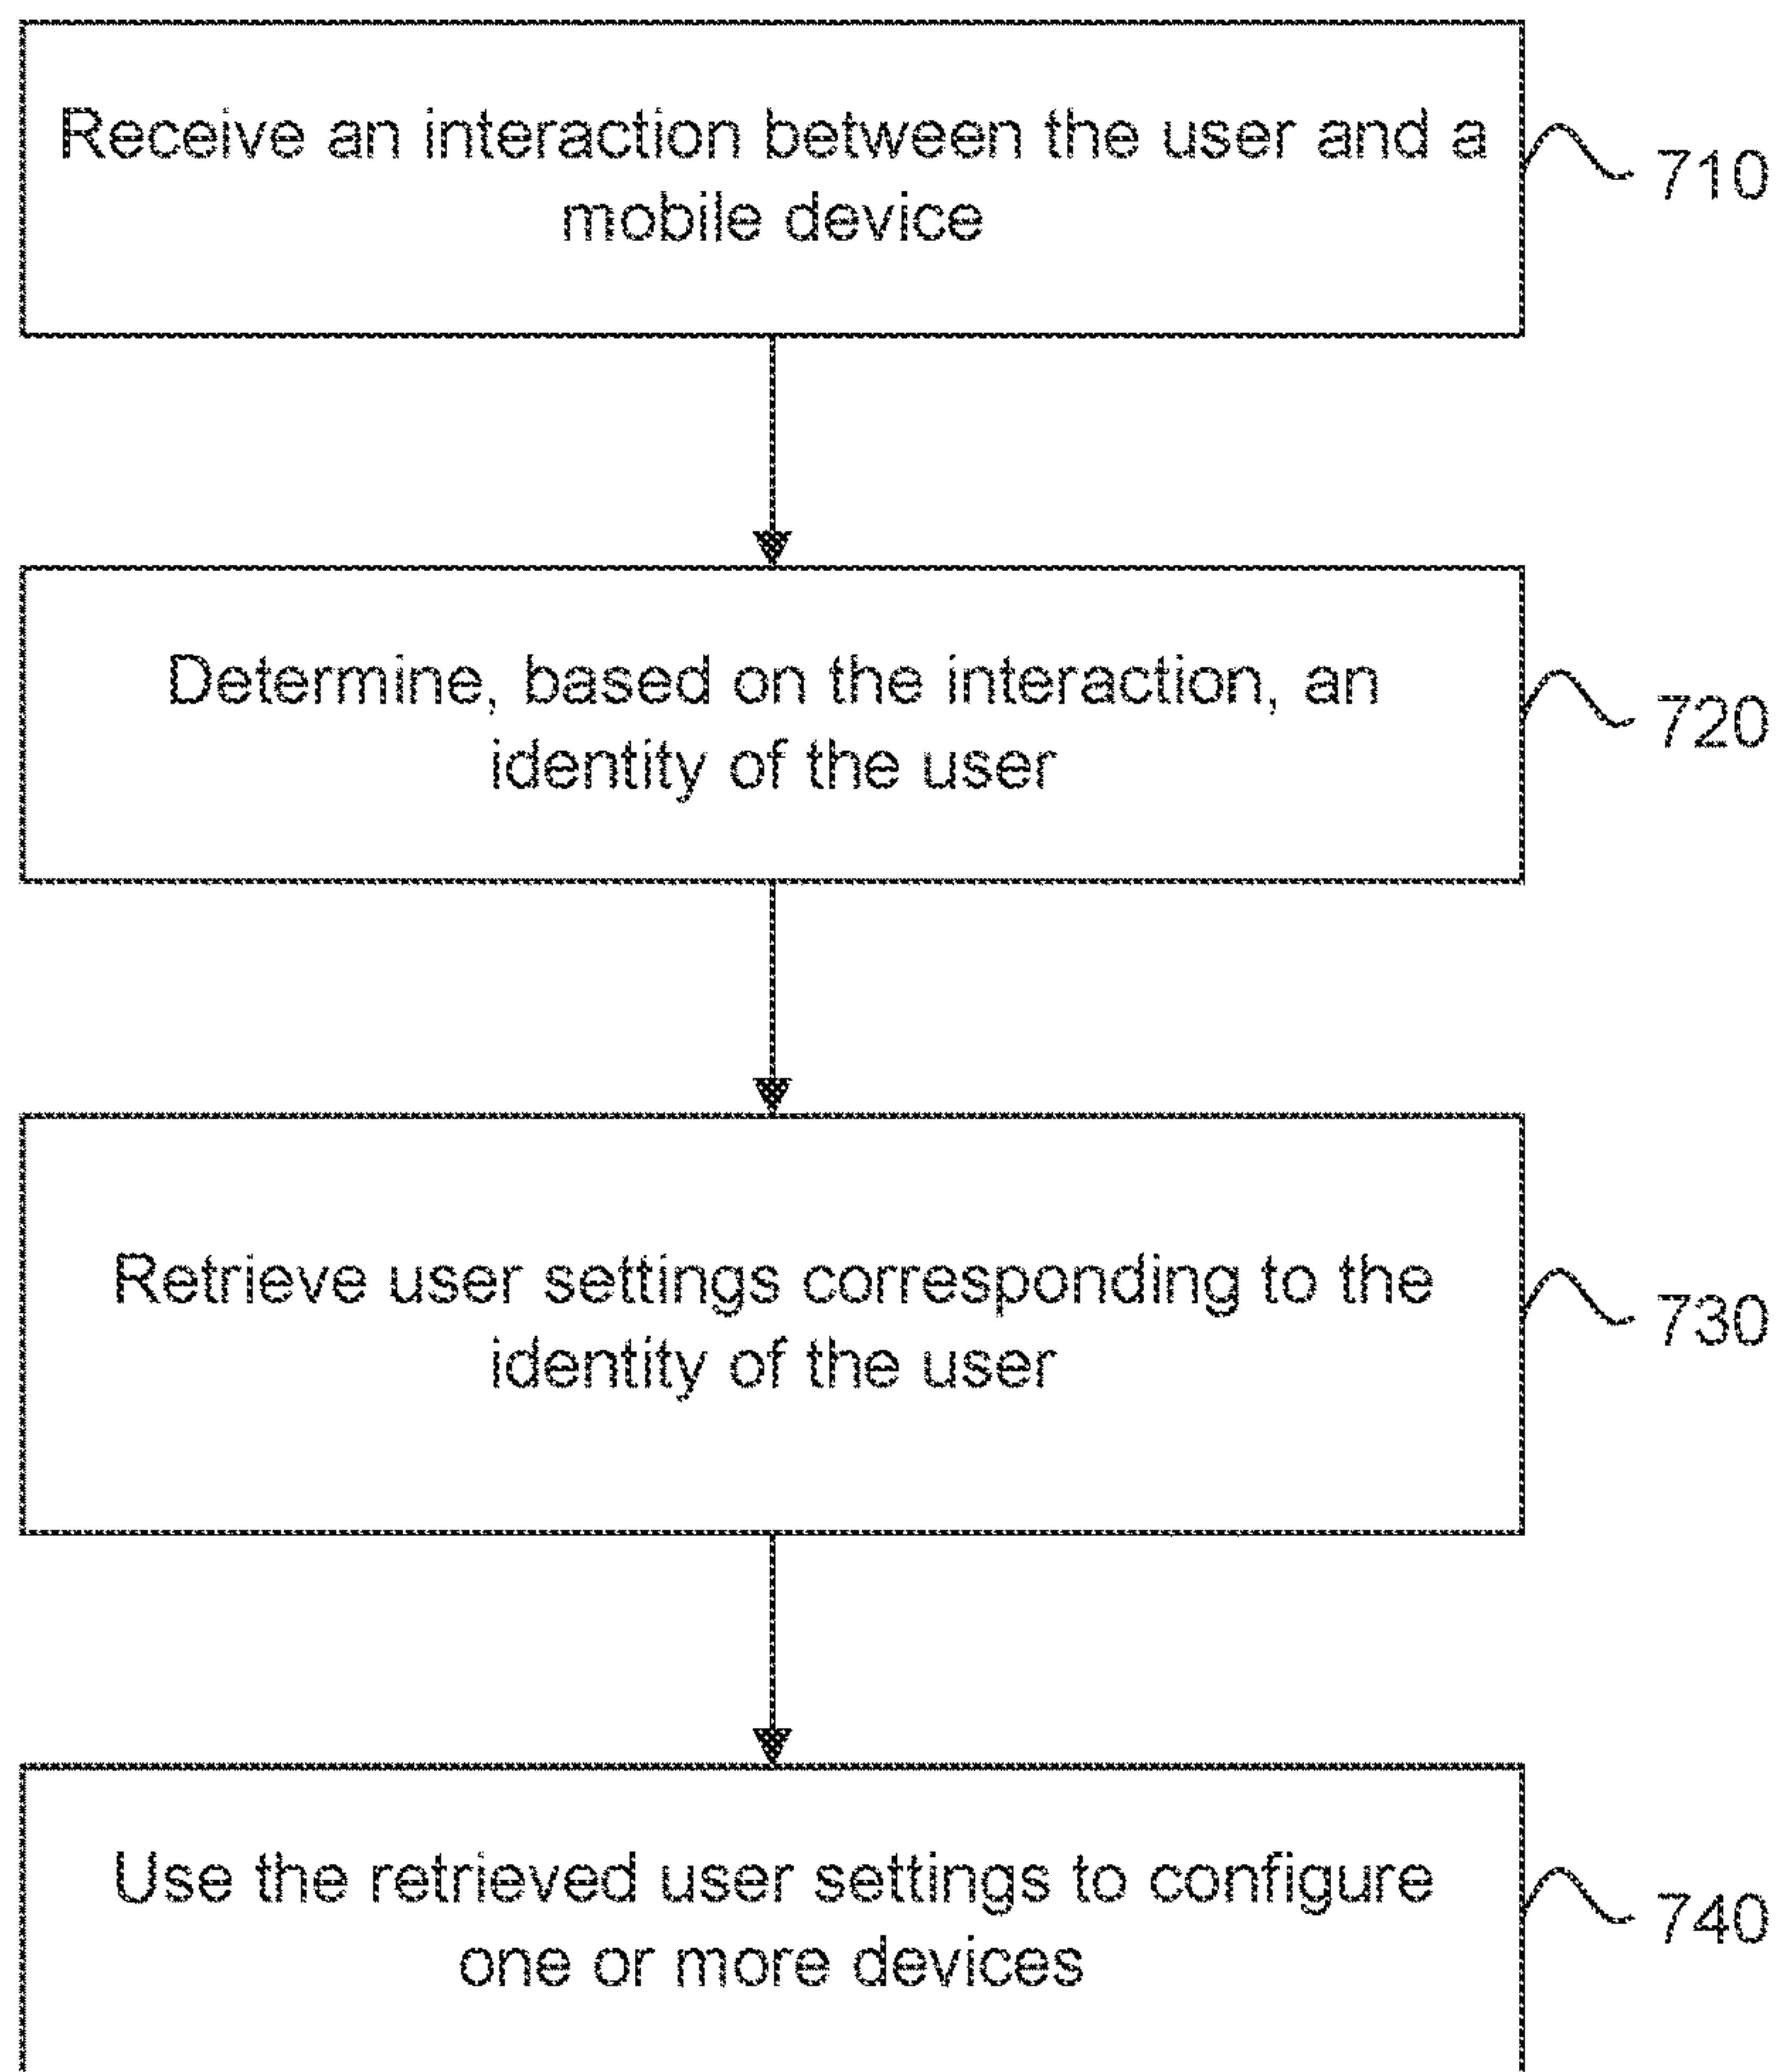 Receive an interaction between the user and a
mobile device
710
Determine, based on the interaction, an
identity of the user
720
Retrieve user settings corresponding to the
identity of the user
730
Use the retrieved user settings to configure
one or more devices
740